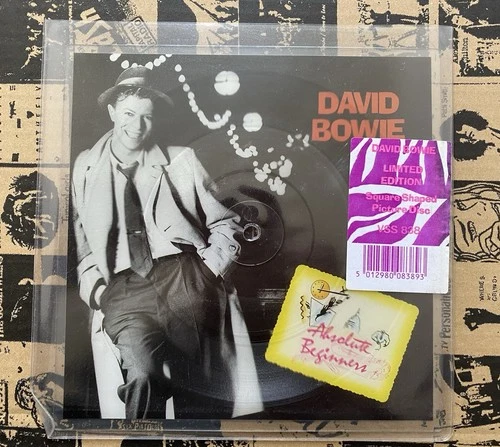 DAVID
BOWIE
DAVID BOWIE
LIMITED
EDITION
Square Shaped
Picture Disc
VSS 838
5 012980 083893
Absolute
Beginners